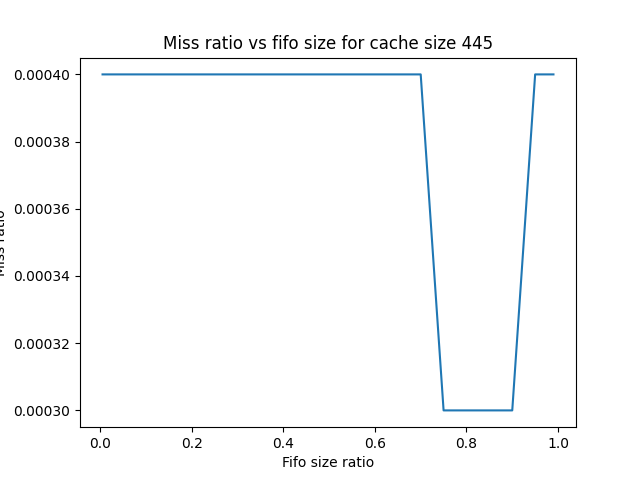 Miss ratio vs fifo size for cache size 445
0.00040
0.00038
0.00036
0.00034
0.00032
0.00030
Miss ratio
0.0 0.2 0.4 0.6 0.8 1.0
Fifo size ratio